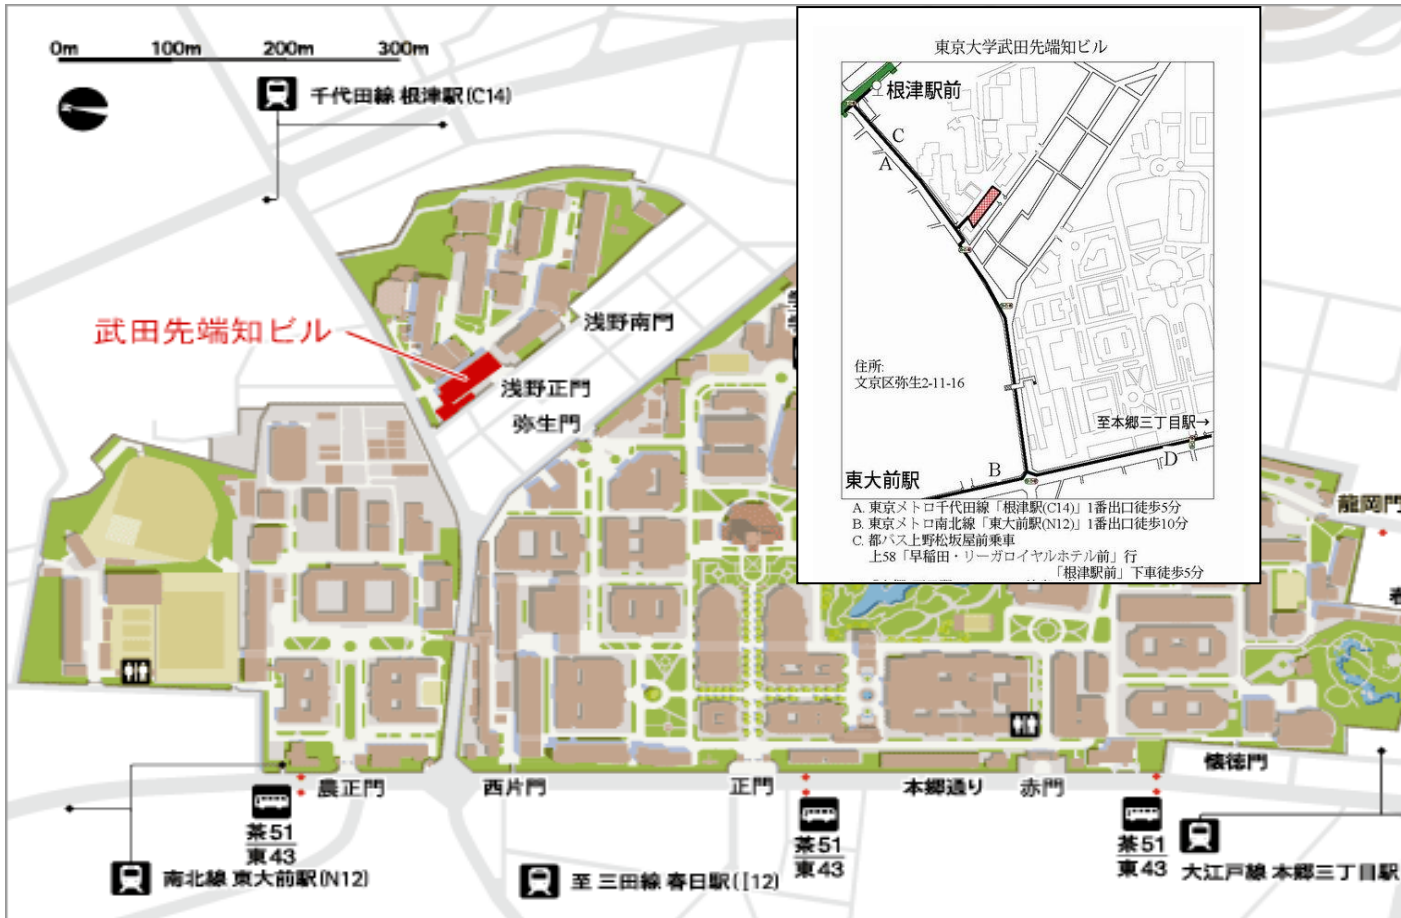 0m 100m 200m 300m
千代田線 根津駅(C14)
武田先端知ビル
浅野南門
浅野正門
弥生門
東京大学武田先端知ビル
根津駅前
C
A
住所:
文京区弥生2-11-16
至本郷三丁目駅→
東大前駅
B
D
A. 東京メトロ千代田線「根津駅(C14)」1番出口徒歩5分
B. 東京メトロ南北線「東大前駅(N12)」1番出口徒歩10分
C. 都バス上野松坂屋前乗車
上58「早稲田・リーガロイヤルホテル前」行
「根津駅前」下車徒歩5分
龍岡門
農正門
西片門
正門
本郷通り
赤門
懐徳門
茶51
東43
茶51
東43
茶51
東43
南北線 東大前駅(N12)
至 三田線 春日駅(I12)
大江戸線 本郷三丁目駅